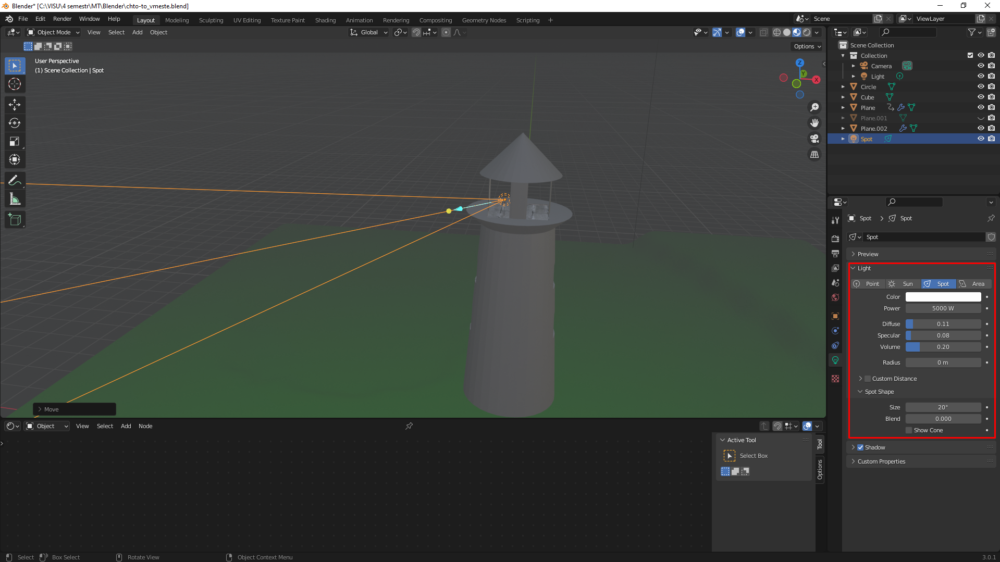 Blender* [C:\VISU\4 semestr\MT\Blender\chto-to_vmeste.blend]
File Edit Render Window Help Layout Modeling Sculpting UV Editing Texture Paint Shading Animation Rendering Compositing Geometry Nodes Scripting + Scene ViewLayer
Object Mode View Select Add Object Global
Options
User Perspective
(1) Scene Collection | Spot
Z
Y
X
Move
Scene Collection
Collection
Camera
Light
Circle
Cube
Plane
Plane.001
Plane.002
Spot
Spot > Spot
Spot
Preview
Light
Point Sun Spot Area
Color
Power 5000 W
Diffuse 0.11
Specular 0.08
Volume 0.20
Radius 0 m
Custom Distance
Spot Shape
Size 20°
Blend 0.000
Show Cone
Shadow
Custom Properties
Object View Select Add Node
Active Tool
Select Box
Tool
Options
Select Box Select Rotate View Object Context Menu 3.0.1